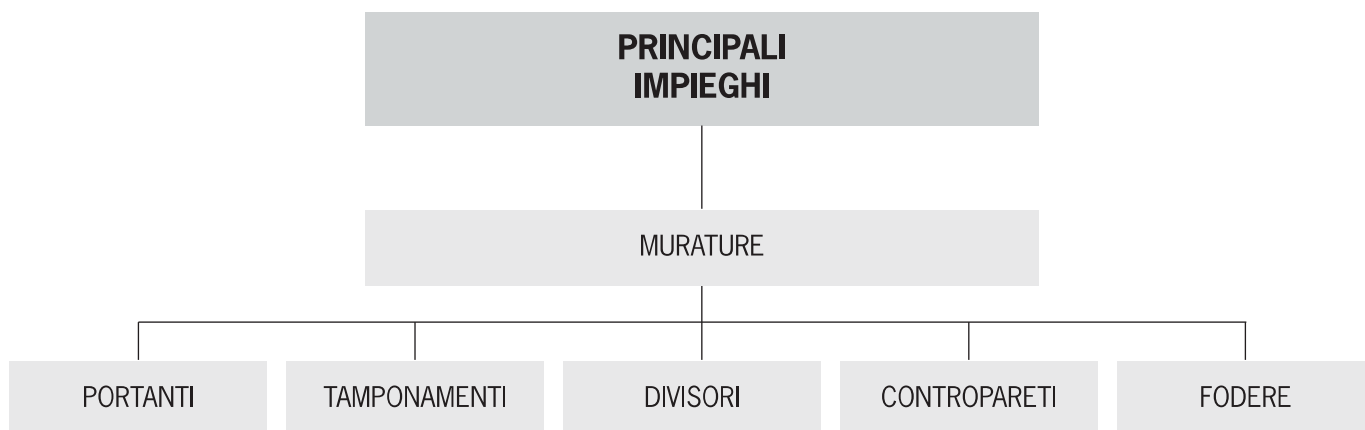 PRINCIPALI
IMPIEGHI
MURATURE
PORTANTI
TAMPONAMENTI
DIVISORI
CONTROPARETI
FODERE